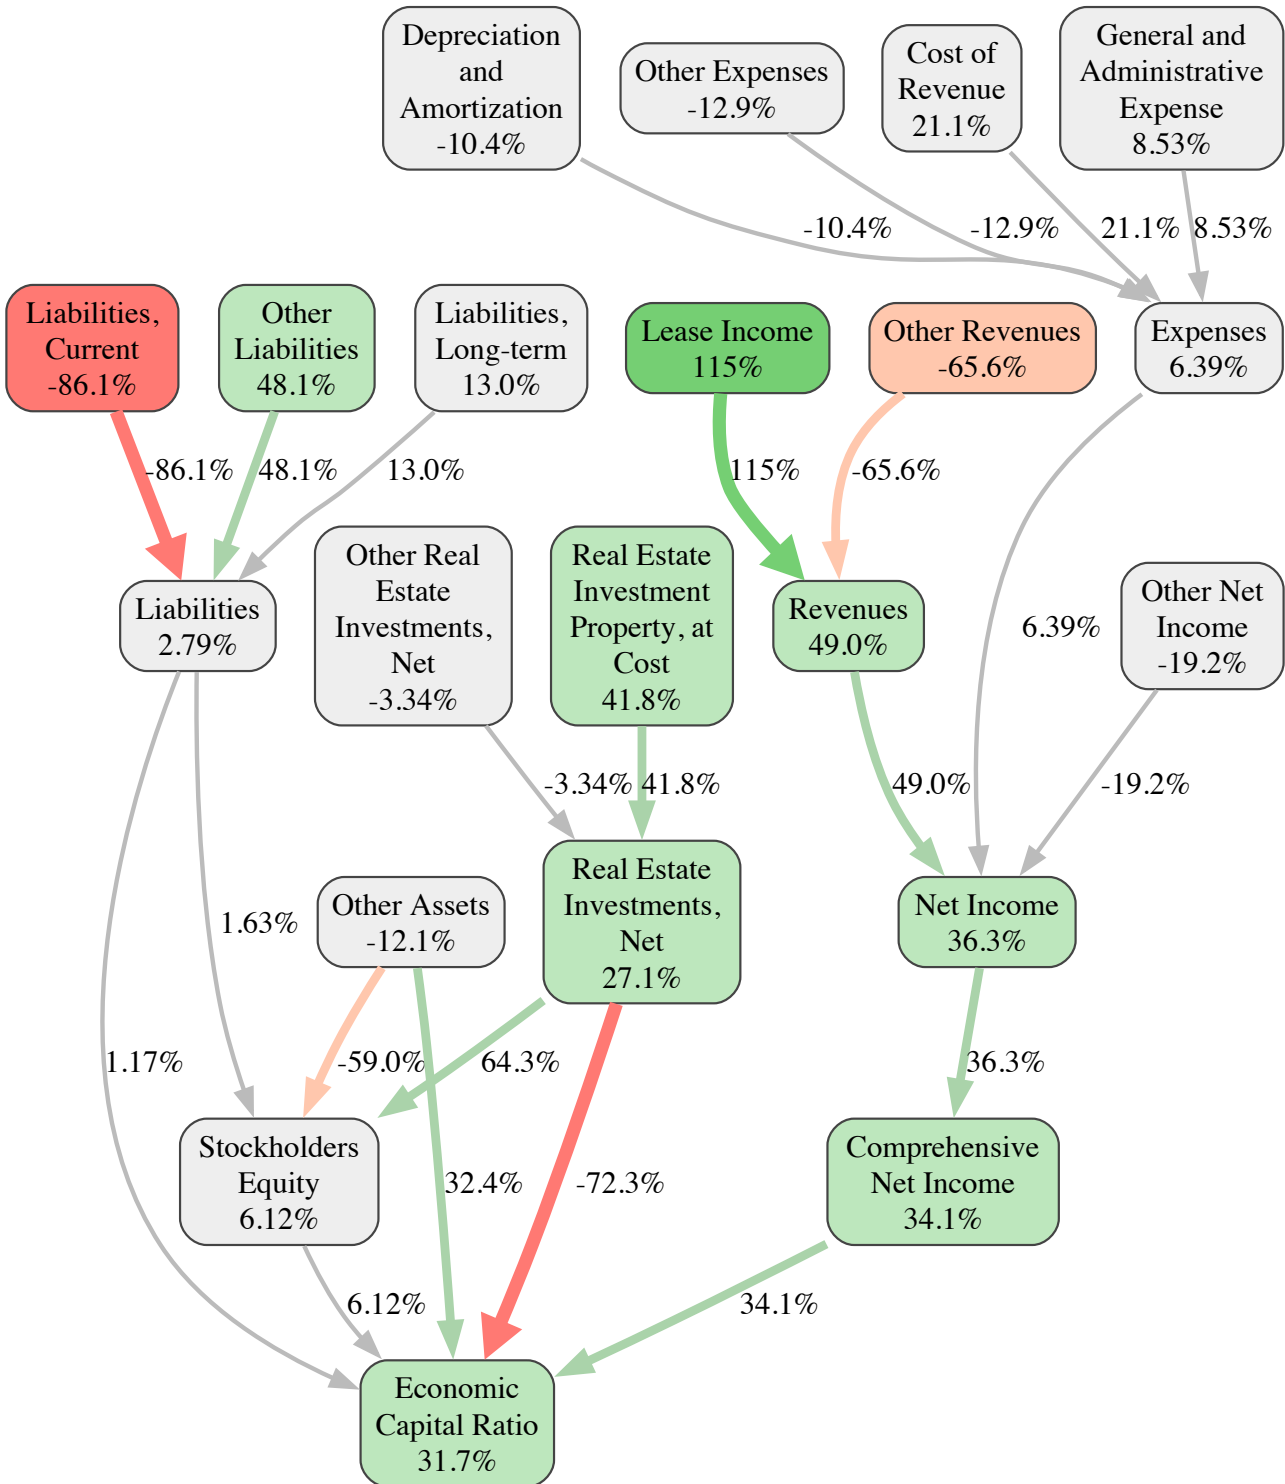 Depreciation
and
Amortization
-10.4%
Other Expenses
-12.9%
Cost of
Revenue
21.1%
General and
Administrative
Expense
8.53%
-10.4%
-12.9%
21.1%
8.53%
Liabilities,
Current
-86.1%
Other
Liabilities
48.1%
Liabilities,
Long-term
13.0%
Lease Income
115%
Other Revenues
-65.6%
Expenses
6.39%
-86.1%
48.1%
13.0%
115%
-65.6%
Liabilities
2.79%
Other Real
Estate
Investments,
Net
-3.34%
Real Estate
Investment
Property, at
Cost
41.8%
Revenues
49.0%
6.39%
Other Net
Income
-19.2%
-3.34%
41.8%
49.0%
-19.2%
1.63%
Other Assets
-12.1%
Real Estate
Investments,
Net
27.1%
Net Income
36.3%
1.17%
-59.0%
64.3%
36.3%
Stockholders
Equity
6.12%
32.4%
-72.3%
Comprehensive
Net Income
34.1%
6.12%
34.1%
Economic
Capital Ratio
31.7%